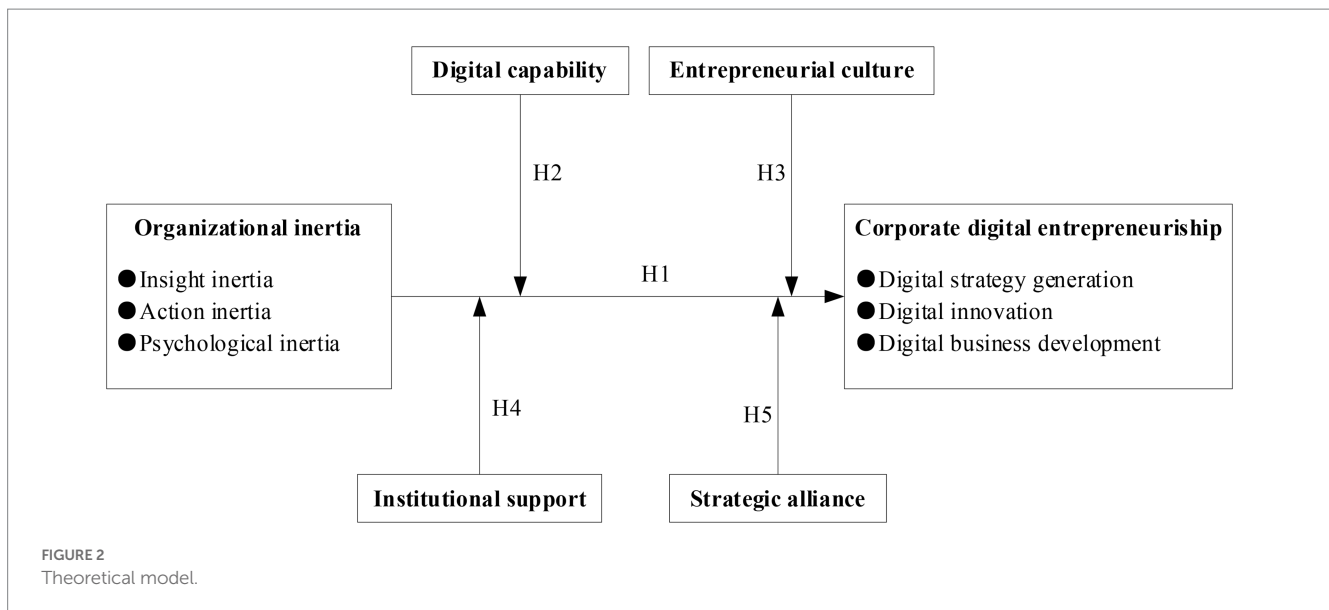 Digital capability
Entrepreneurial culture
H2
H3
Organizational inertia
● Insight inertia
● Action inertia
● Psychological inertia
H1
Corporate digital entrepreneuriship
● Digital strategy generation
● Digital innovation
● Digital business development
H4
H5
Institutional support
Strategic alliance
FIGURE 2
Theoretical model.